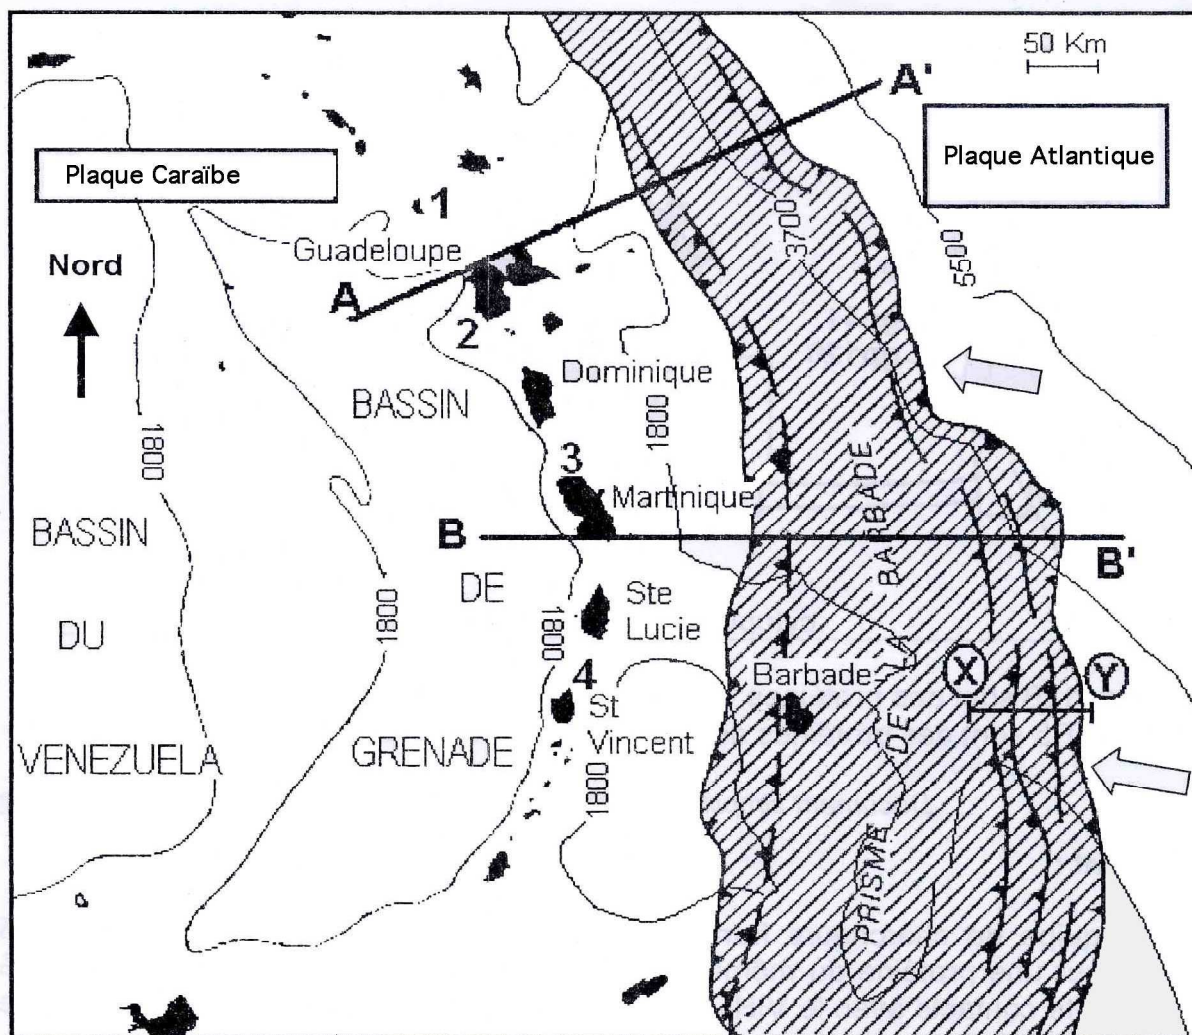 50 Km
A'
Plaque Caraïbe
Plaque Atlantique
1
3700
5500
Guadeloupe
Nord
A
2
Dominique
BASSIN
1800
1800
3
Martinique
BASSIN
B
B'
DE
DU
1800
1800
Ste
Lucie
4
Barbade
X
Y
St
Vincent
VENEZUELA
GRENADE
1800
PRISME DE LA BARBADE